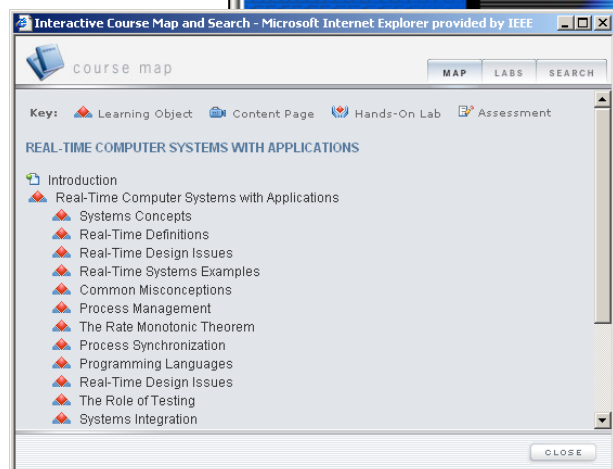 Interactive Course Map and Search - Microsoft Internet Explorer provided by IEEE
course map
MAP LABS SEARCH
Key: Learning Object Content Page Hands-On Lab Assessment
REAL-TIME COMPUTER SYSTEMS WITH APPLICATIONS
Introduction
Real-Time Computer Systems with Applications
Systems Concepts
Real-Time Definitions
Real-Time Design Issues
Real-Time Systems Examples
Common Misconceptions
Process Management
The Rate Monotonic Theorem
Process Synchronization
Programming Languages
Real-Time Design Issues
The Role of Testing
Systems Integration
CLOSE